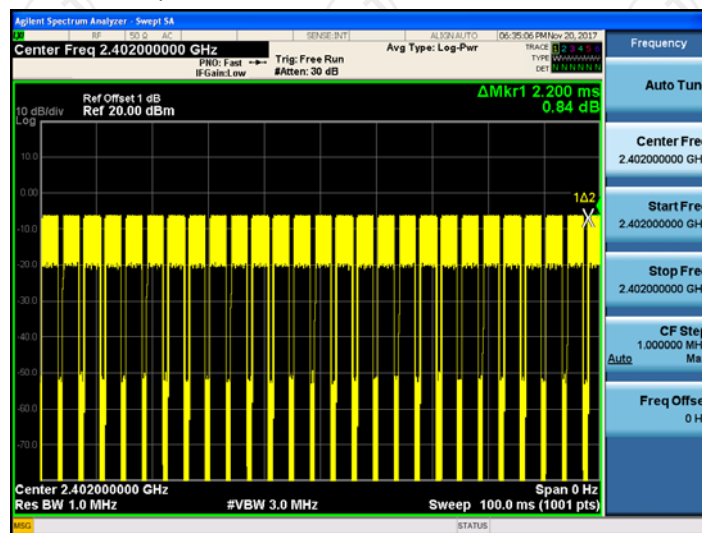 Agilent Spectrum Analyzer - Swept SA
RF 50 Ω AC SENSE:INT ALIGN AUTO 06:35:06 PM Nov 20, 2017
Center Freq 2.402000000 GHz
PNO: Fast
IFGain:Low
Trig: Free Run
#Atten: 30 dB
Avg Type: Log-Pwr
TRACE 1 2 3 4 5 6
TYPE
DET N N N N N N
ΔMkr1 2.200 ms
0.84 dB
Ref Offset 1 dB
10 dB/div Ref 20.00 dBm
Log
10.0
0.00
-10.0
-20.0
-30.0
-40.0
-50.0
-60.0
-70.0
1Δ2
X
Center 2.402000000 GHz Span 0 Hz
Res BW 1.0 MHz #VBW 3.0 MHz Sweep 100.0 ms (1001 pts)
MSG STATUS
Frequency
Auto Tun
Center Fre
2.402000000 GH
Start Fre
2.402000000 GH
Stop Fre
2.402000000 GH
CF Step
1.000000 MH
Auto Ma
Freq Offse
0 H